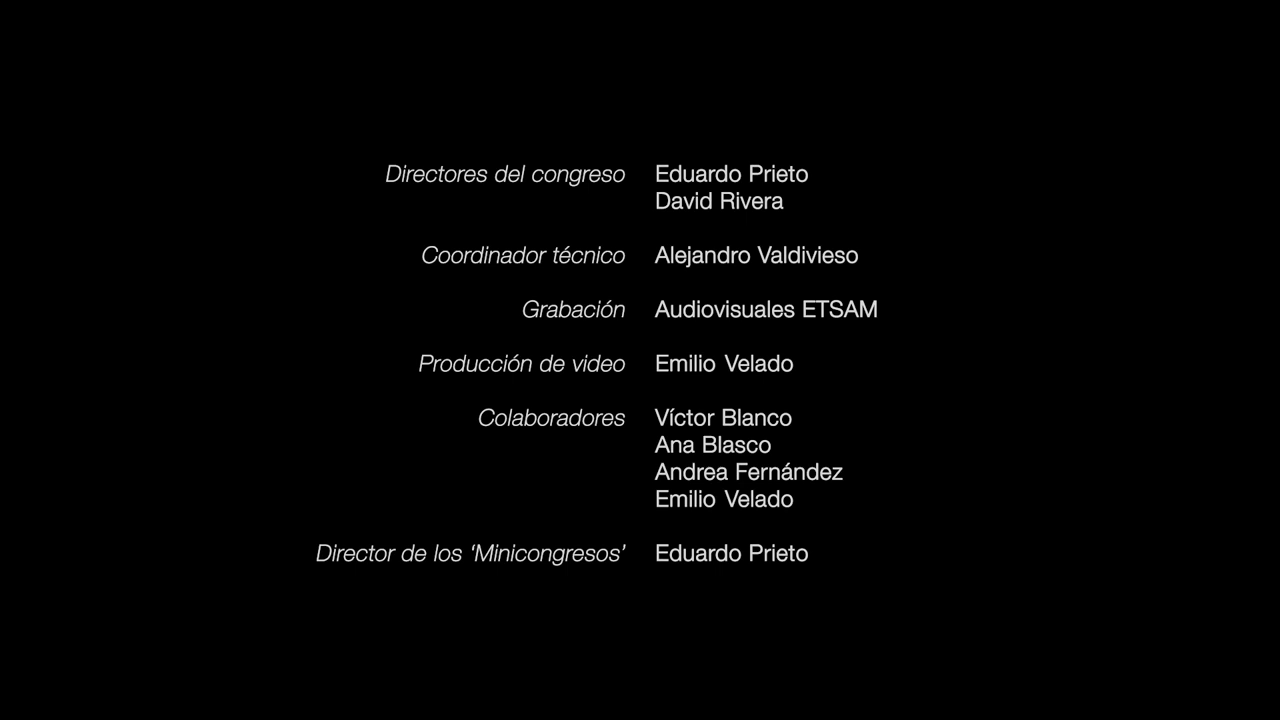 Directores del congreso Eduardo Prieto
David Rivera
Coordinador técnico Alejandro Valdivieso
Grabación Audiovisuales ETSAM
Producción de video Emilio Velado
Colaboradores Víctor Blanco
Ana Blasco
Andrea Fernández
Emilio Velado
Director de los ‘Minicongresos’ Eduardo Prieto